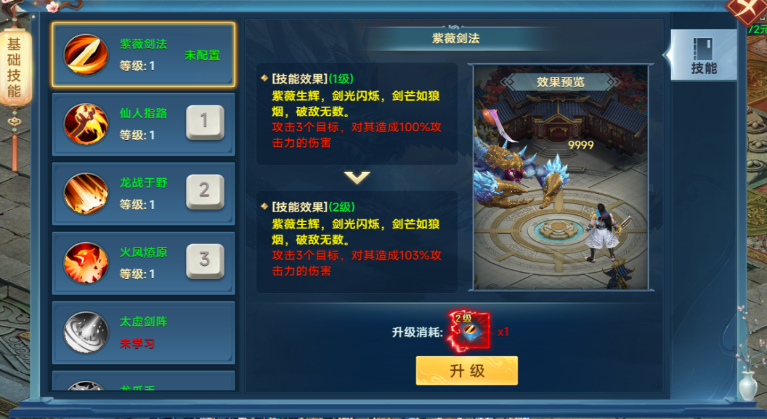 基础技能
紫薇剑法
等级: 1
未配置
仙人指路
等级: 1
1
龙战于野
等级: 1
2
火凤燎原
等级: 1
3
太虚剑阵
未学习
紫薇剑法
[技能效果](1级)
紫薇生辉，剑光闪烁，剑芒如狼
烟，破敌无数。
攻击3个目标，对其造成100%攻
击力的伤害
[技能效果](2级)
紫薇生辉，剑光闪烁，剑芒如狼
烟，破敌无数。
攻击3个目标，对其造成103%攻
击力的伤害
效果预览
9999
升级消耗:
2级
x1
升级
技能
72元